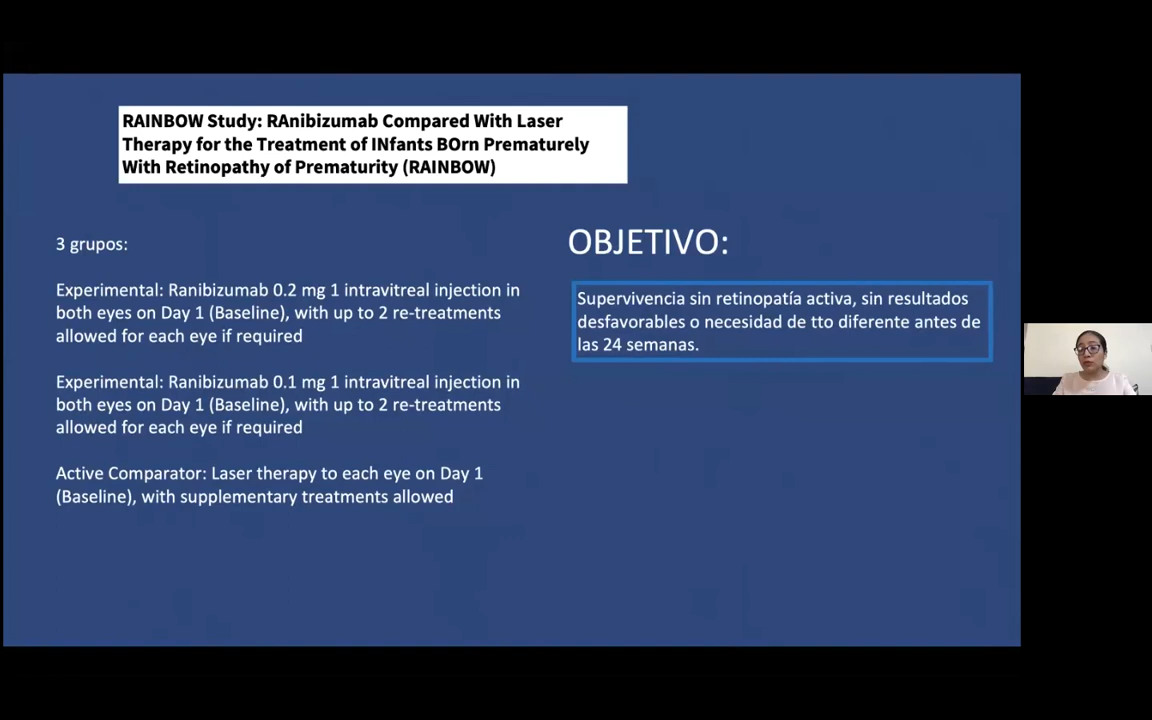 RAINBOW Study: RAnibizumab Compared With Laser
Therapy for the Treatment of INfants BOrn Prematurely
With Retinopathy of Prematurity (RAINBOW)
3 grupos:
Experimental: Ranibizumab 0.2 mg 1 intravitreal injection in
both eyes on Day 1 (Baseline), with up to 2 re-treatments
allowed for each eye if required
Experimental: Ranibizumab 0.1 mg 1 intravitreal injection in
both eyes on Day 1 (Baseline), with up to 2 re-treatments
allowed for each eye if required
Active Comparator: Laser therapy to each eye on Day 1
(Baseline), with supplementary treatments allowed
OBJETIVO:
Supervivencia sin retinopatía activa, sin resultados
desfavorables o necesidad de tto diferente antes de
las 24 semanas.